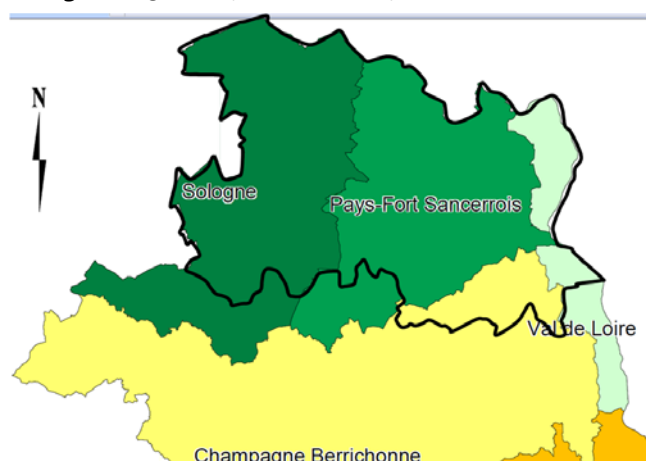 N
Sologne
Pays-Fort Sancerrois
Val de Loire
Champagne Berrichonne